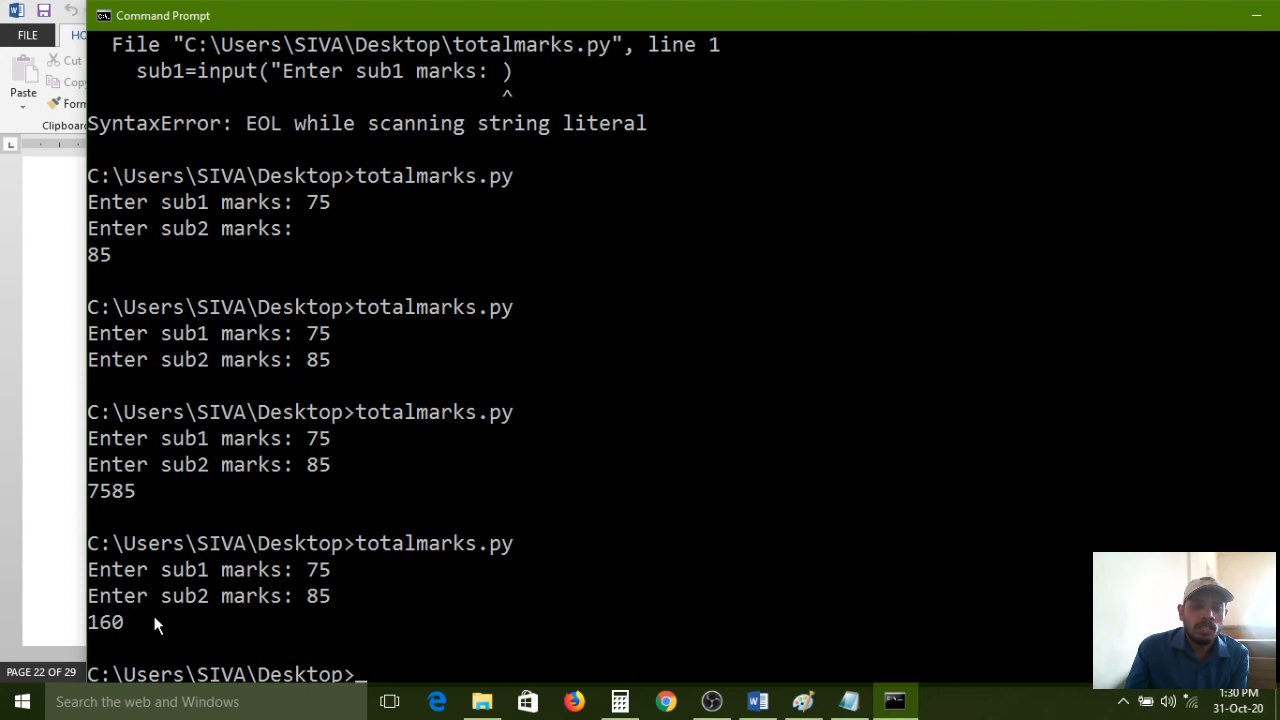 Command Prompt
FILE
HO
Cut
Copy
Paste
Form
Clipboard
File "C:\Users\SIVA\Desktop\totalmarks.py", line 1
sub1=input("Enter sub1 marks: )
^
SyntaxError: EOL while scanning string literal
C:\Users\SIVA\Desktop>totalmarks.py
Enter sub1 marks: 75
Enter sub2 marks:
85
C:\Users\SIVA\Desktop>totalmarks.py
Enter sub1 marks: 75
Enter sub2 marks: 85
C:\Users\SIVA\Desktop>totalmarks.py
Enter sub1 marks: 75
Enter sub2 marks: 85
7585
C:\Users\SIVA\Desktop>totalmarks.py
Enter sub1 marks: 75
Enter sub2 marks: 85
160
C:\Users\SIVA\Desktop>_
PAGE 22 OF 29
Search the web and Windows
1:30 PM
31-Oct-20